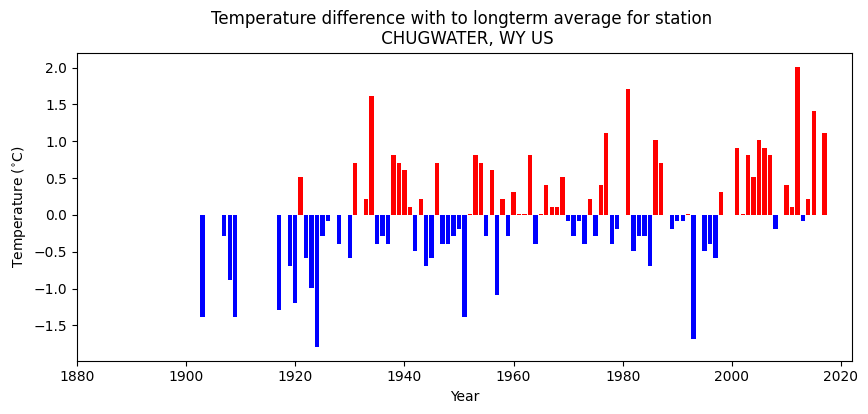 Temperature difference with to longterm average for station
CHUGWATER, WY US
2.0
1.5
1.0
0.5
0.0
−0.5
−1.0
−1.5
Temperature (°C)
1880 1900 1920 1940 1960 1980 2000 2020
Year